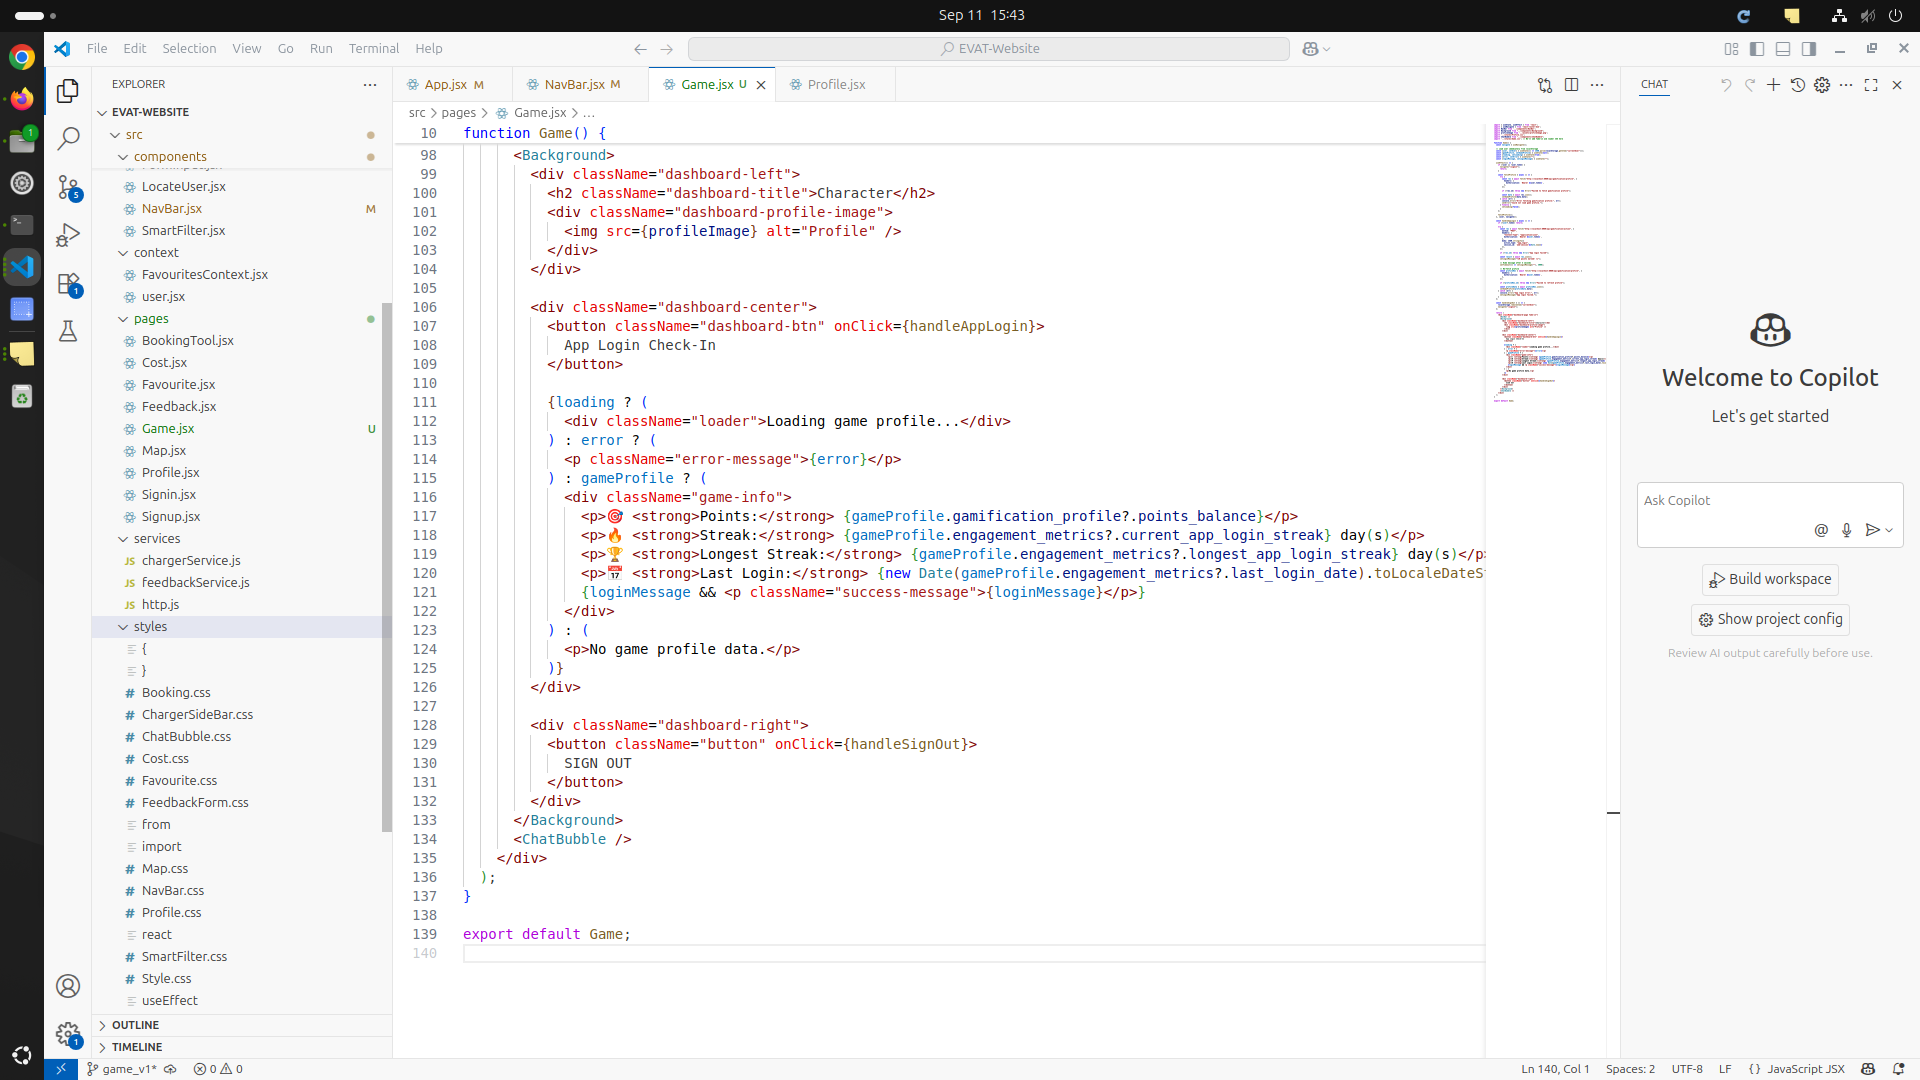 Sep 11 15:43
File Edit Selection View Go Run Terminal Help
EVAT-Website
EXPLORER
EVAT-WEBSITE
src
components
LocateUser.jsx
NavBar.jsx M
SmartFilter.jsx
context
FavouritesContext.jsx
user.jsx
pages
BookingTool.jsx
Cost.jsx
Favourite.jsx
Feedback.jsx
Game.jsx U
Map.jsx
Profile.jsx
Signin.jsx
Signup.jsx
services
JS chargerService.js
JS feedbackService.js
JS http.js
styles
{
}
# Booking.css
# ChargerSideBar.css
# ChatBubble.css
# Cost.css
# Favourite.css
# FeedbackForm.css
from
import
# Map.css
# NavBar.css
# Profile.css
react
# SmartFilter.css
# Style.css
useEffect
OUTLINE
TIMELINE
App.jsx M NavBar.jsx M Game.jsx U Profile.jsx
src > pages > Game.jsx > ...
10 function Game() {
98 <Background>
99 <div className="dashboard-left">
100 <h2 className="dashboard-title">Character</h2>
101 <div className="dashboard-profile-image">
102 <img src={profileImage} alt="Profile" />
103 </div>
104 </div>
105
106 <div className="dashboard-center">
107 <button className="dashboard-btn" onClick={handleAppLogin}>
108 App Login Check-In
109 </button>
110
111 {loading ? (
112 <div className="loader">Loading game profile...</div>
113 ) : error ? (
114 <p className="error-message">{error}</p>
115 ) : gameProfile ? (
116 <div className="game-info">
117 <p>🎯 <strong>Points:</strong> {gameProfile.gamification_profile?.points_balance}</p>
118 <p>🔥 <strong>Streak:</strong> {gameProfile.engagement_metrics?.current_app_login_streak} day(s)</p>
119 <p>🏆 <strong>Longest Streak:</strong> {gameProfile.engagement_metrics?.longest_app_login_streak} day(s)</p>
120 <p>📅 <strong>Last Login:</strong> {new Date(gameProfile.engagement_metrics?.last_login_date).toLocaleDateSt
121 {loginMessage && <p className="success-message">{loginMessage}</p>}
122 </div>
123 ) : (
124 <p>No game profile data.</p>
125 )}
126 </div>
127
128 <div className="dashboard-right">
129 <button className="button" onClick={handleSignOut}>
130 SIGN OUT
131 </button>
132 </div>
133 </Background>
134 <ChatBubble />
135 </div>
136 );
137 }
138
139 export default Game;
140
CHAT
Welcome to Copilot
Let's get started
Ask Copilot
Build workspace
Show project config
Review AI output carefully before use.
game_v1* 0 0 Ln 140, Col 1 Spaces: 2 UTF-8 LF {} JavaScript JSX